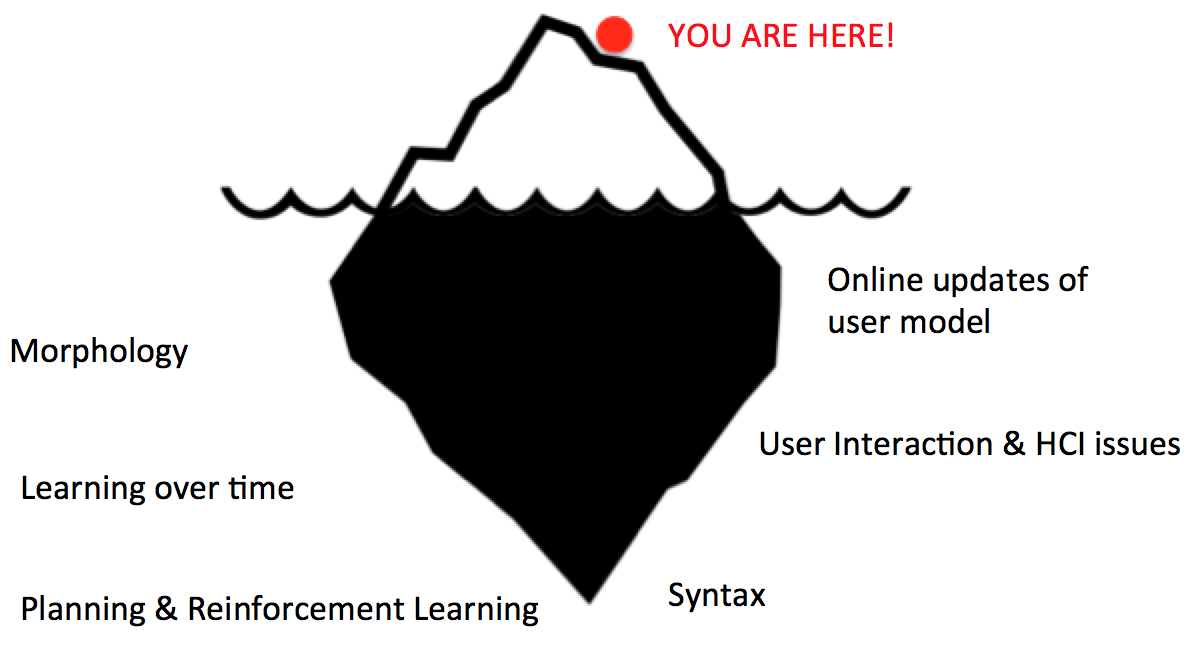 YOU ARE HERE!
Online updates of
user model
Morphology
User Interaction & HCI issues
Learning over time
Syntax
Planning & Reinforcement Learning